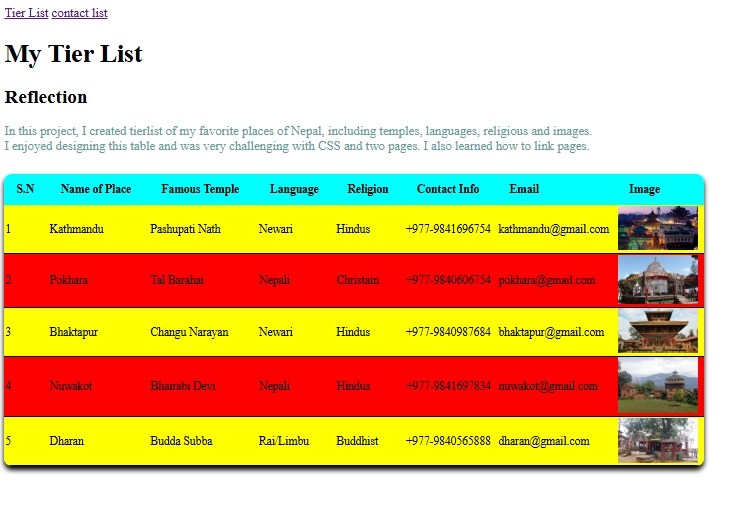 Tier List contact list
My Tier List
Reflection
In this project, I created tierlist of my favorite places of Nepal, including temples, languages, religious and images.
I enjoyed designing this table and was very challenging with CSS and two pages. I also learned how to link pages.
S.N Name of Place Famous Temple Language Religion Contact Info Email Image
1 Kathmandu Pashupati Nath Newari Hindus +977-9841696754 kathmandu@gmail.com
2 Pokhara Tal Barahai Nepali Christain +977-9840606754 pokhara@gmail.com
3 Bhaktapur Changu Narayan Newari Hindus +977-9840987684 bhaktapur@gmail.com
4 Nuwakot Bhairabi Devi Nepali Hindus +977-9841697834 nuwakot@gmail.com
5 Dharan Budda Subba Rai/Limbu Buddhist +977-9840565888 dharan@gmail.com